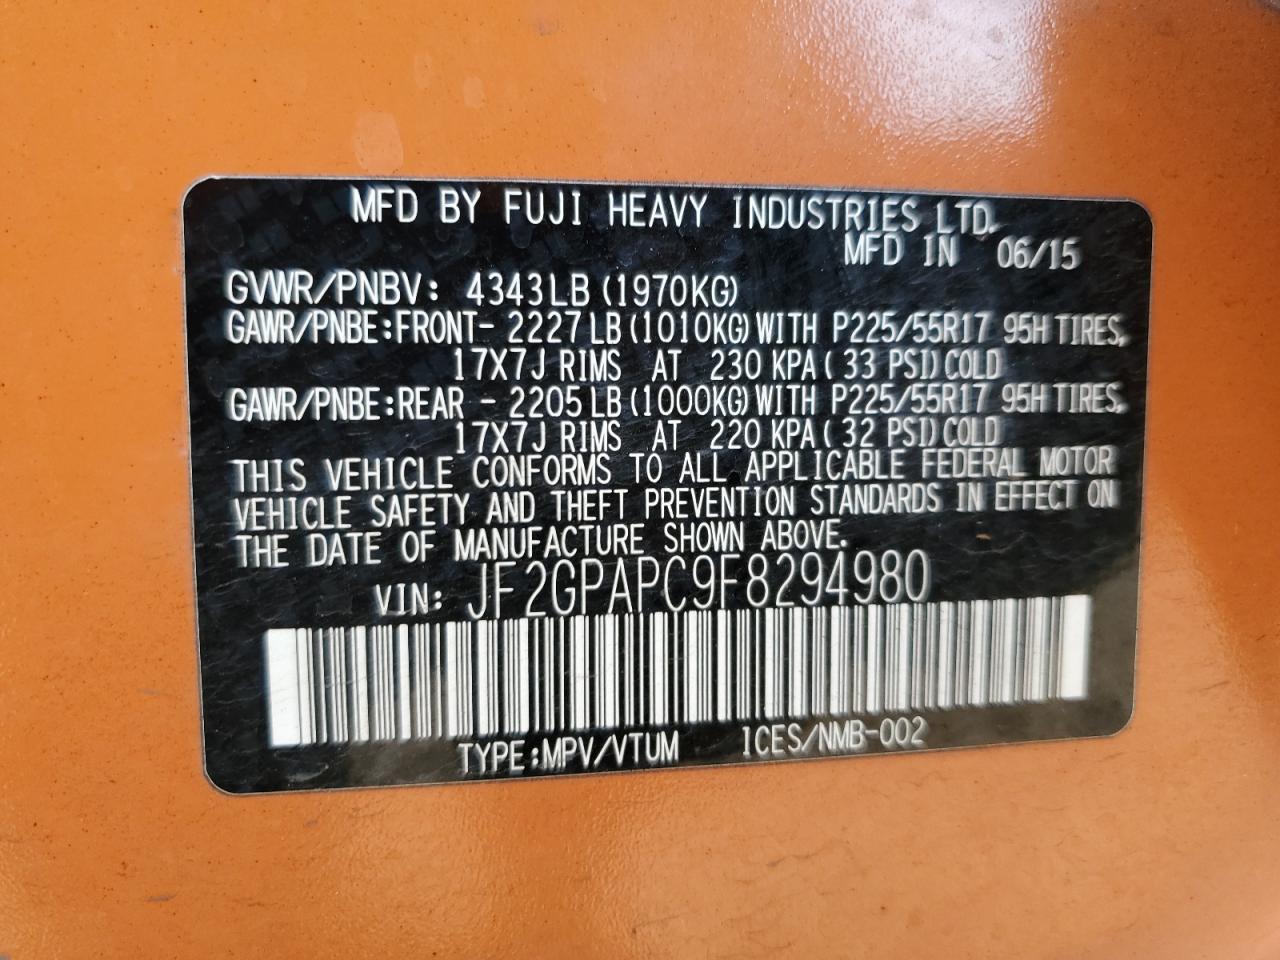 MFD BY FUJI HEAVY INDUSTRIES LTD.
MFD IN 06/15
GVWR/PNBV: 4343LB (1970KG)
GAWR/PNBE:FRONT- 2227LB (1010KG) WITH P225/55R17 95H TIRES,
17X7J RIMS AT 230 KPA (33 PSI) COLD
GAWR/PNBE:REAR - 2205LB (1000KG) WITH P225/55R17 95H TIRES,
17X7J RIMS AT 220 KPA (32 PSI) COLD
THIS VEHICLE CONFORMS TO ALL APPLICABLE FEDERAL MOTOR
VEHICLE SAFETY AND THEFT PREVENTION STANDARDS IN EFFECT ON
THE DATE OF MANUFACTURE SHOWN ABOVE.
VIN: JF2GPAPC9F8294980
TYPE:MPV/VTUM ICES/NMB-002